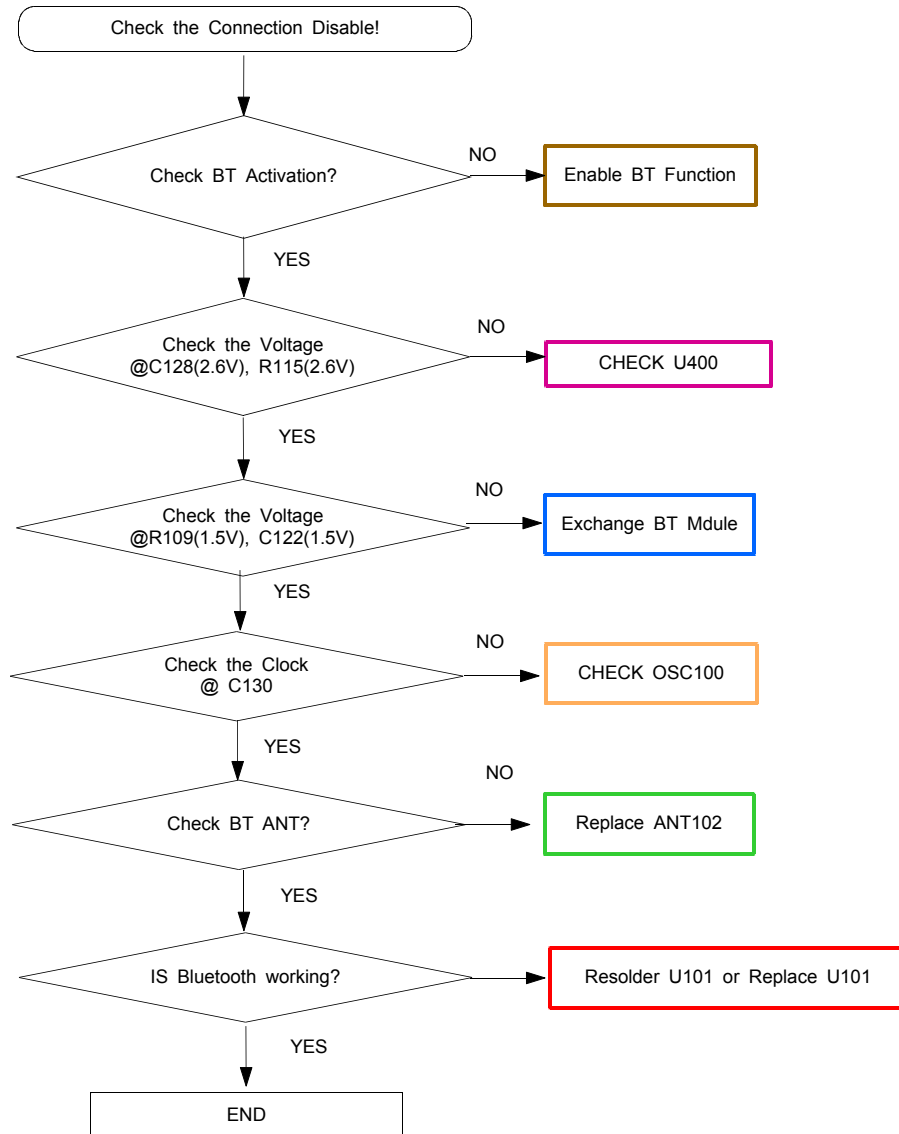 Check the Connection Disable!
NO
Check BT Activation?
Enable BT Function
YES
NO
Check the Voltage
@C128(2.6V), R115(2.6V)
CHECK U400
YES
NO
Check the Voltage
@R109(1.5V), C122(1.5V)
Exchange BT Mdule
YES
NO
Check the Clock
@ C130
CHECK OSC100
YES
NO
Check BT ANT?
Replace ANT102
YES
IS Bluetooth working?
Resolder U101 or Replace U101
YES
END